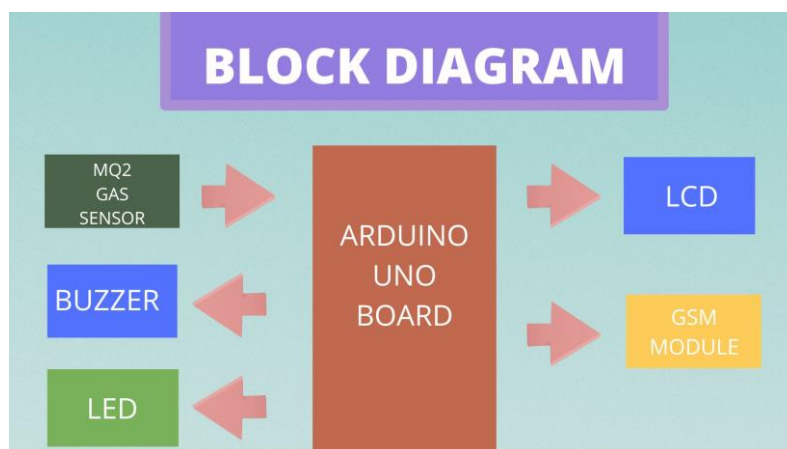 BLOCK DIAGRAM
MQ2
GAS
SENSOR
BUZZER
LED
ARDUINO
UNO
BOARD
LCD
GSM
MODULE